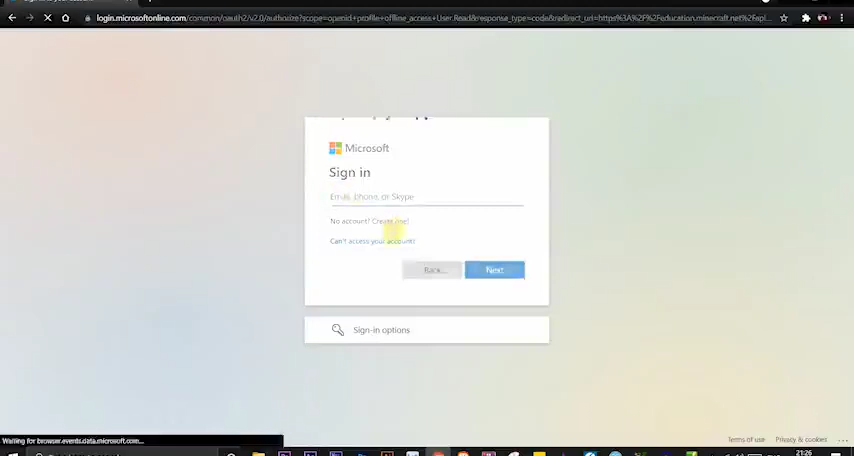 login.microsoftonline.com/common/oauth2/v2.0/authorize?scope=openid+profile+offline_access+User.Read&response_type=code&redirect_uri=https%3A%2F%2Feducation.minecraft.net%2Fapi...
Microsoft
Sign in
Email, phone, or Skype
No account? Create one!
Can't access your account?
Back
Next
Sign-in options
Terms of use
Privacy & cookies
...
Waiting for browser.events.data.microsoft.com...
21:26